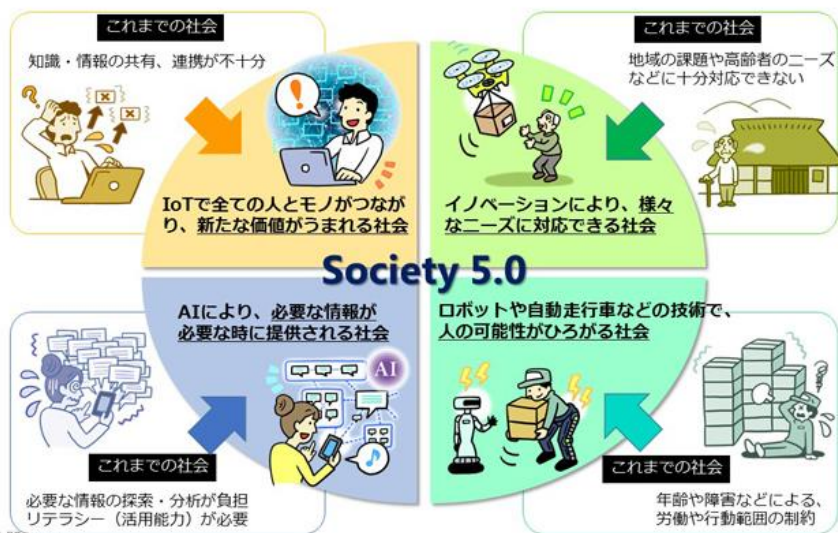 これまでの社会
知識・情報の共有、連携が不十分
IoTで全ての人とモノがつなが
り、新たな価値がうまれる社会
これまでの社会
地域の課題や高齢者のニーズ
などに十分対応できない
イノベーションにより、様々
なニーズに対応できる社会
Society 5.0
AIにより、必要な情報が
必要な時に提供される社会
AI
これまでの社会
必要な情報の探索・分析が負担
リテラシー（活用能力）が必要
ロボットや自動走行車などの技術で、
人の可能性がひろがる社会
これまでの社会
年齢や障害などによる、
労働や行動範囲の制約